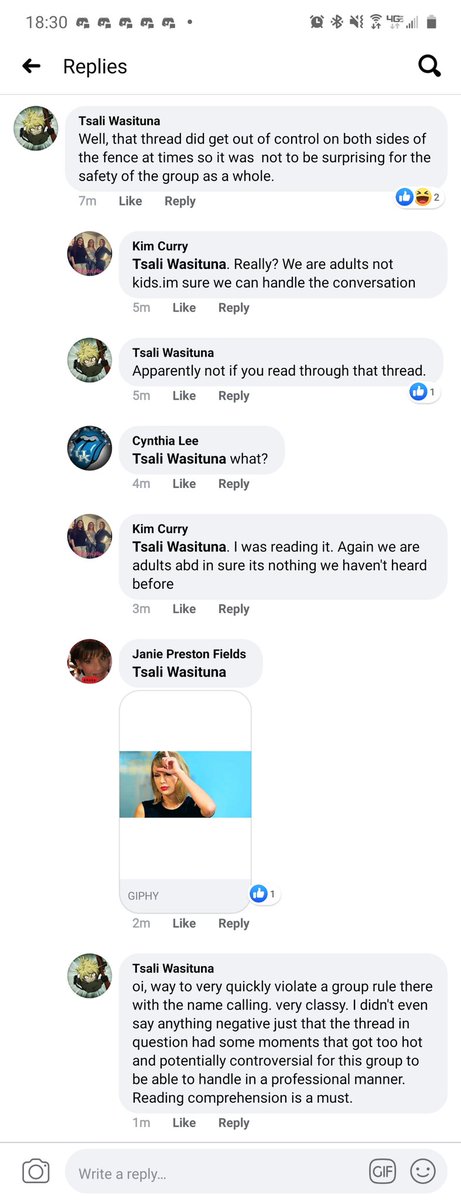 18:30
4GE
Replies
Tsali Wasituna
Well, that thread did get out of control on both sides of
the fence at times so it was  not to be surprising for the
safety of the group as a whole.
7m Like Reply 2
Kim Curry
Tsali Wasituna. Really? We are adults not
kids.im sure we can handle the conversation
5m Like Reply
Tsali Wasituna
Apparently not if you read through that thread.
5m Like Reply 1
Cynthia Lee
Tsali Wasituna what?
4m Like Reply
Kim Curry
Tsali Wasituna. I was reading it. Again we are
adults abd in sure its nothing we haven't heard
before
3m Like Reply
Janie Preston Fields
Tsali Wasituna
GIPHY 1
2m Like Reply
Tsali Wasituna
oi, way to very quickly violate a group rule there
with the name calling. very classy. I didn't even
say anything negative just that the thread in
question had some moments that got too hot
and potentially controversial for this group to
be able to handle in a professional manner.
Reading comprehension is a must.
1m Like Reply
Write a reply...
GIF